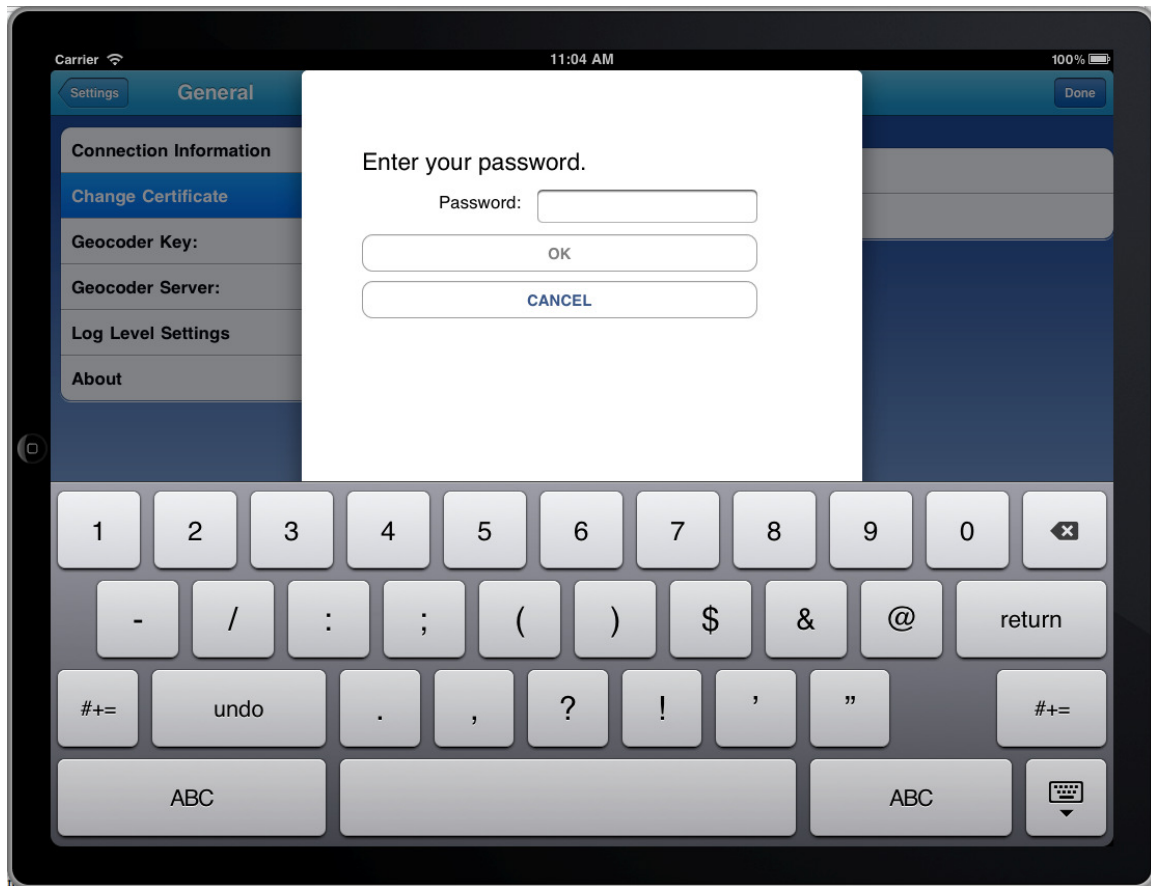 Carrier 11:04 AM 100%
Settings General Done
Connection Information
Change Certificate
Geocoder Key:
Geocoder Server:
Log Level Settings
About
Enter your password.
Password:
OK
CANCEL
1 2 3 4 5 6 7 8 9 0
- / : ; ( ) $ & @ return
#+= undo . , ? ! ’ ” #+=
ABC ABC